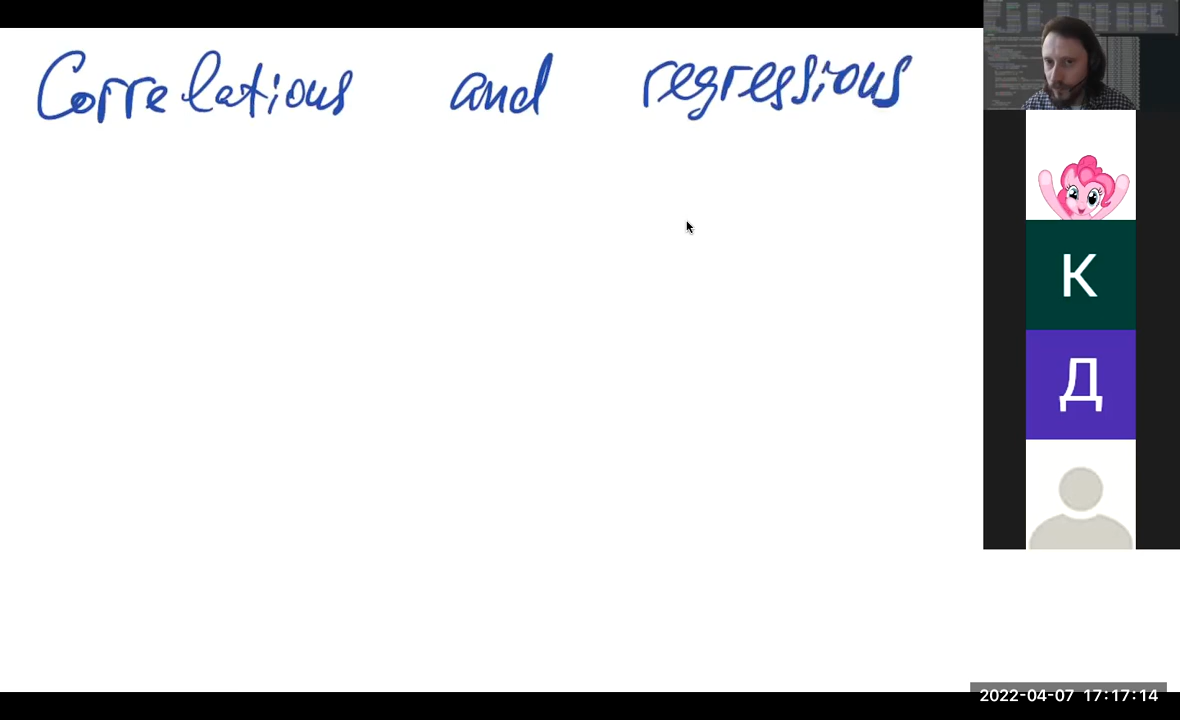 Correlations and regressions
К
Д
2022-04-07 17:17:14